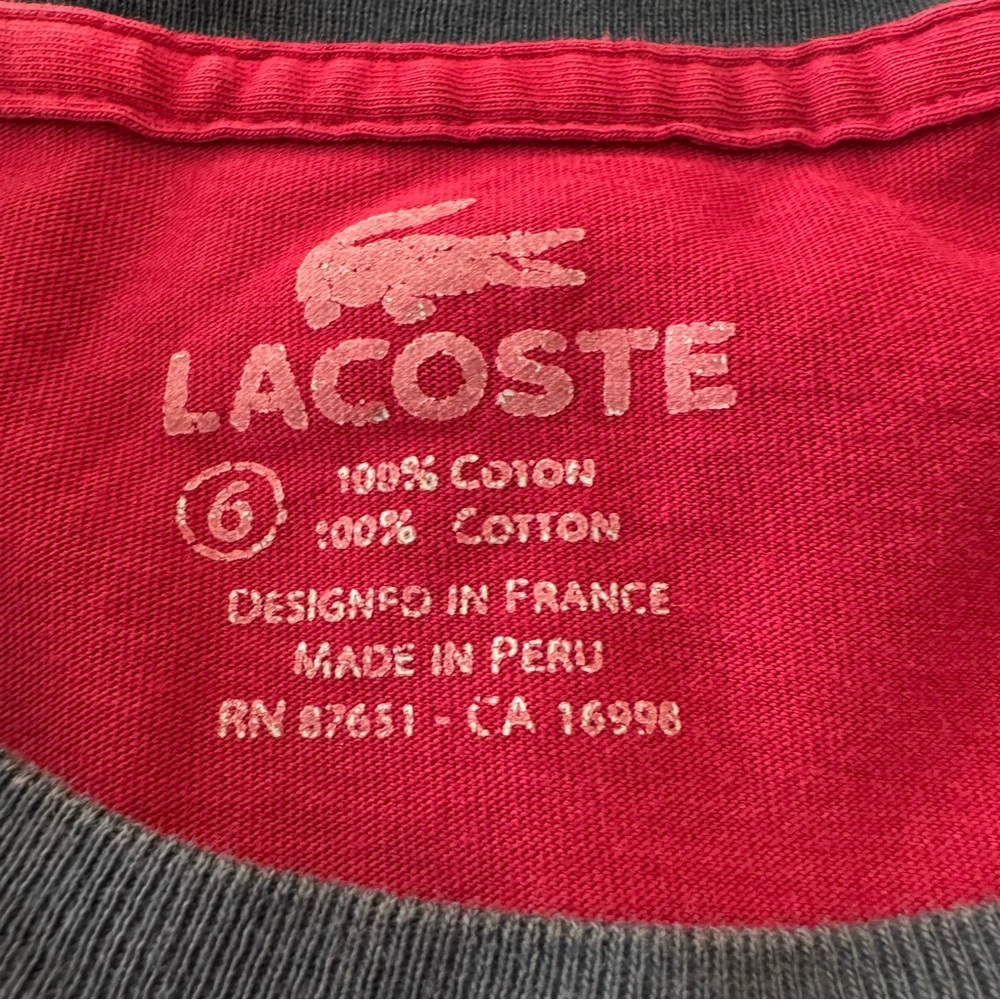 LACOSTE
6
100% COTON
100% COTTON
DESIGNED IN FRANCE
MADE IN PERU
RN 87651 - CA 16998